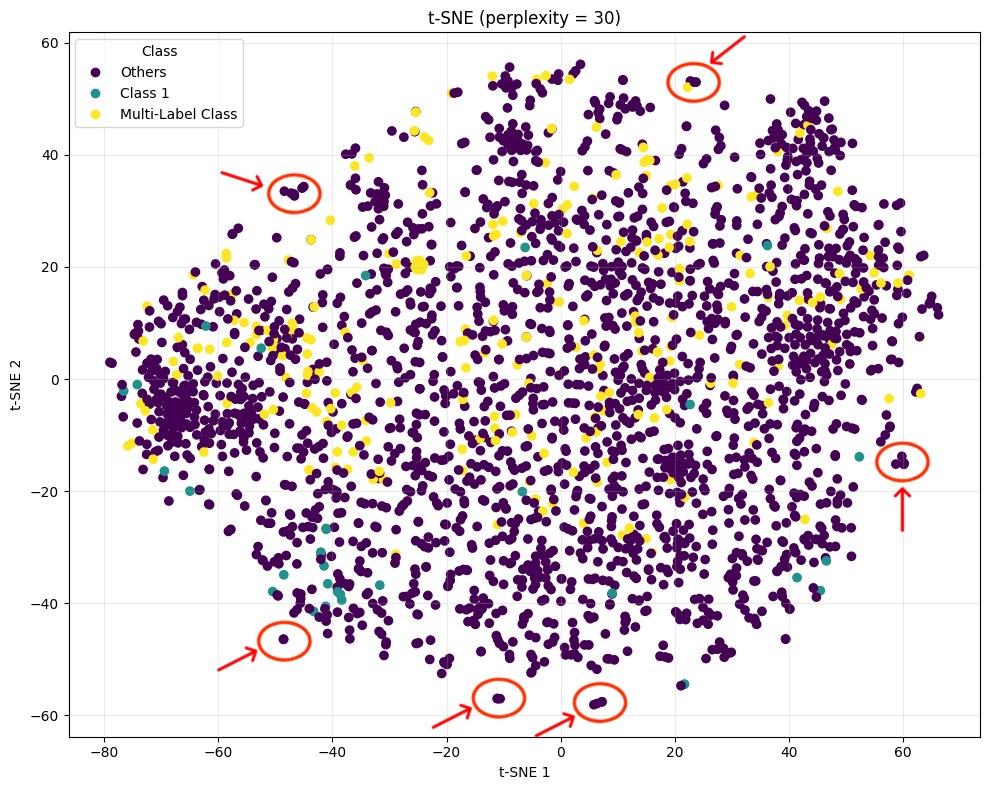 t-SNE (perplexity = 30)
Class
Others
Class 1
Multi-Label Class
60
40
20
0
−20
−40
−60
t-SNE 2
−80 −60 −40 −20 0 20 40 60
t-SNE 1